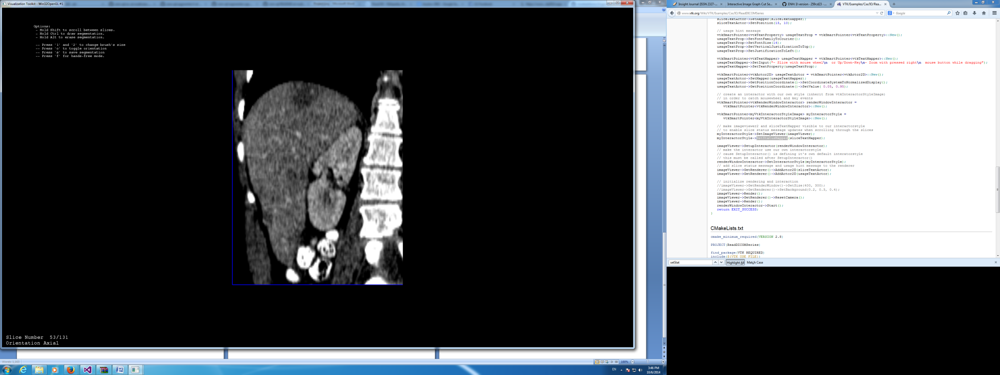 Visualization Toolkit - Win32OpenGL #1
Options:
- Hold Shift to scroll between slices.
- Hold Ctrl to draw segmentation.
- Hold Alt to erase segmentation.
-- Press '1' and '2' to change brush's size
-- Press 'o' to toggle orientation
-- Press 's' to save segmentation
-- Press 'f' for hands-free mode.
Slice Number  53/131
Orientation Axial
Words: 1,163
100%
EN
3:46 PM
10/6/2014
Insight Journal (ISSN 2327-...
Interactive Image Graph Cut Se...
ENH: IJ version · 259cd23 · ...
VTK/Examples/Cxx/IO/Rea...
www.vtk.org/Wiki/VTK/Examples/Cxx/IO/ReadDICOMSeries
Google
sliceTextActor->SetMapper(sliceTextMapper);
sliceTextActor->SetPosition(15, 10);
// usage hint message
vtkSmartPointer<vtkTextProperty> usageTextProp = vtkSmartPointer<vtkTextProperty>::New();
usageTextProp->SetFontFamilyToCourier();
usageTextProp->SetFontSize(14);
usageTextProp->SetVerticalJustificationToTop();
usageTextProp->SetJustificationToLeft();
vtkSmartPointer<vtkTextMapper> usageTextMapper = vtkSmartPointer<vtkTextMapper>::New();
usageTextMapper->SetInput("- Slice with mouse wheel\n  or Up/Down-Key\n- Zoom with pressed right\n  mouse button while dragging");
usageTextMapper->SetTextProperty(usageTextProp);
vtkSmartPointer<vtkActor2D> usageTextActor = vtkSmartPointer<vtkActor2D>::New();
usageTextActor->SetMapper(usageTextMapper);
usageTextActor->GetPositionCoordinate()->SetCoordinateSystemToNormalizedDisplay();
usageTextActor->GetPositionCoordinate()->SetValue( 0.05, 0.95);
// create an interactor with our own style (inherit from vtkInteractorStyleImage)
// in order to catch mousewheel and key events
vtkSmartPointer<vtkRenderWindowInteractor> renderWindowInteractor =
vtkSmartPointer<vtkRenderWindowInteractor>::New();
vtkSmartPointer<myVtkInteractorStyleImage> myInteractorStyle =
vtkSmartPointer<myVtkInteractorStyleImage>::New();
// make imageviewer2 and sliceTextMapper visible to our interactorstyle
// to enable slice status message updates when scrolling through the slices
myInteractorStyle->SetImageViewer(imageViewer);
myInteractorStyle->SetStatusMapper(sliceTextMapper);
imageViewer->SetupInteractor(renderWindowInteractor);
// make the interactor use our own interactorstyle
// cause SetupInteractor() is defining it's own default interatorstyle
// this must be called after SetupInteractor()
renderWindowInteractor->SetInteractorStyle(myInteractorStyle);
// add slice status message and usage hint message to the renderer
imageViewer->GetRenderer()->AddActor2D(sliceTextActor);
imageViewer->GetRenderer()->AddActor2D(usageTextActor);
// initialize rendering and interaction
//imageViewer->GetRenderWindow()->SetSize(400, 300);
//imageViewer->GetRenderer()->SetBackground(0.2, 0.3, 0.4);
imageViewer->Render();
imageViewer->GetRenderer()->ResetCamera();
imageViewer->Render();
renderWindowInteractor->Start();
return EXIT_SUCCESS;
}
CMakeLists.txt
cmake_minimum_required(VERSION 2.8)
PROJECT(ReadDICOMSeries)
find_package(VTK REQUIRED)
include(${VTK_USE_FILE})
setStat
Highlight All
Match Case